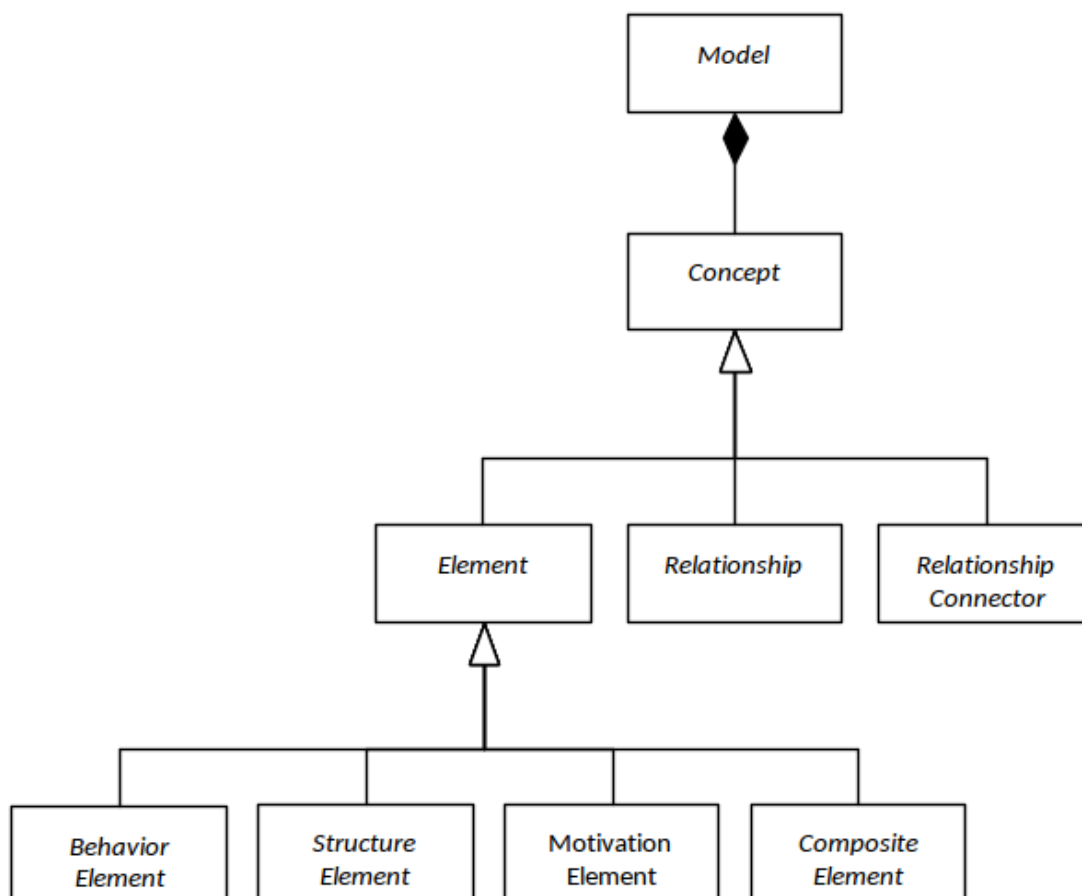 Model
Concept
Element
Relationship
Relationship
Connector
Behavior
Element
Structure
Element
Motivation
Element
Composite
Element